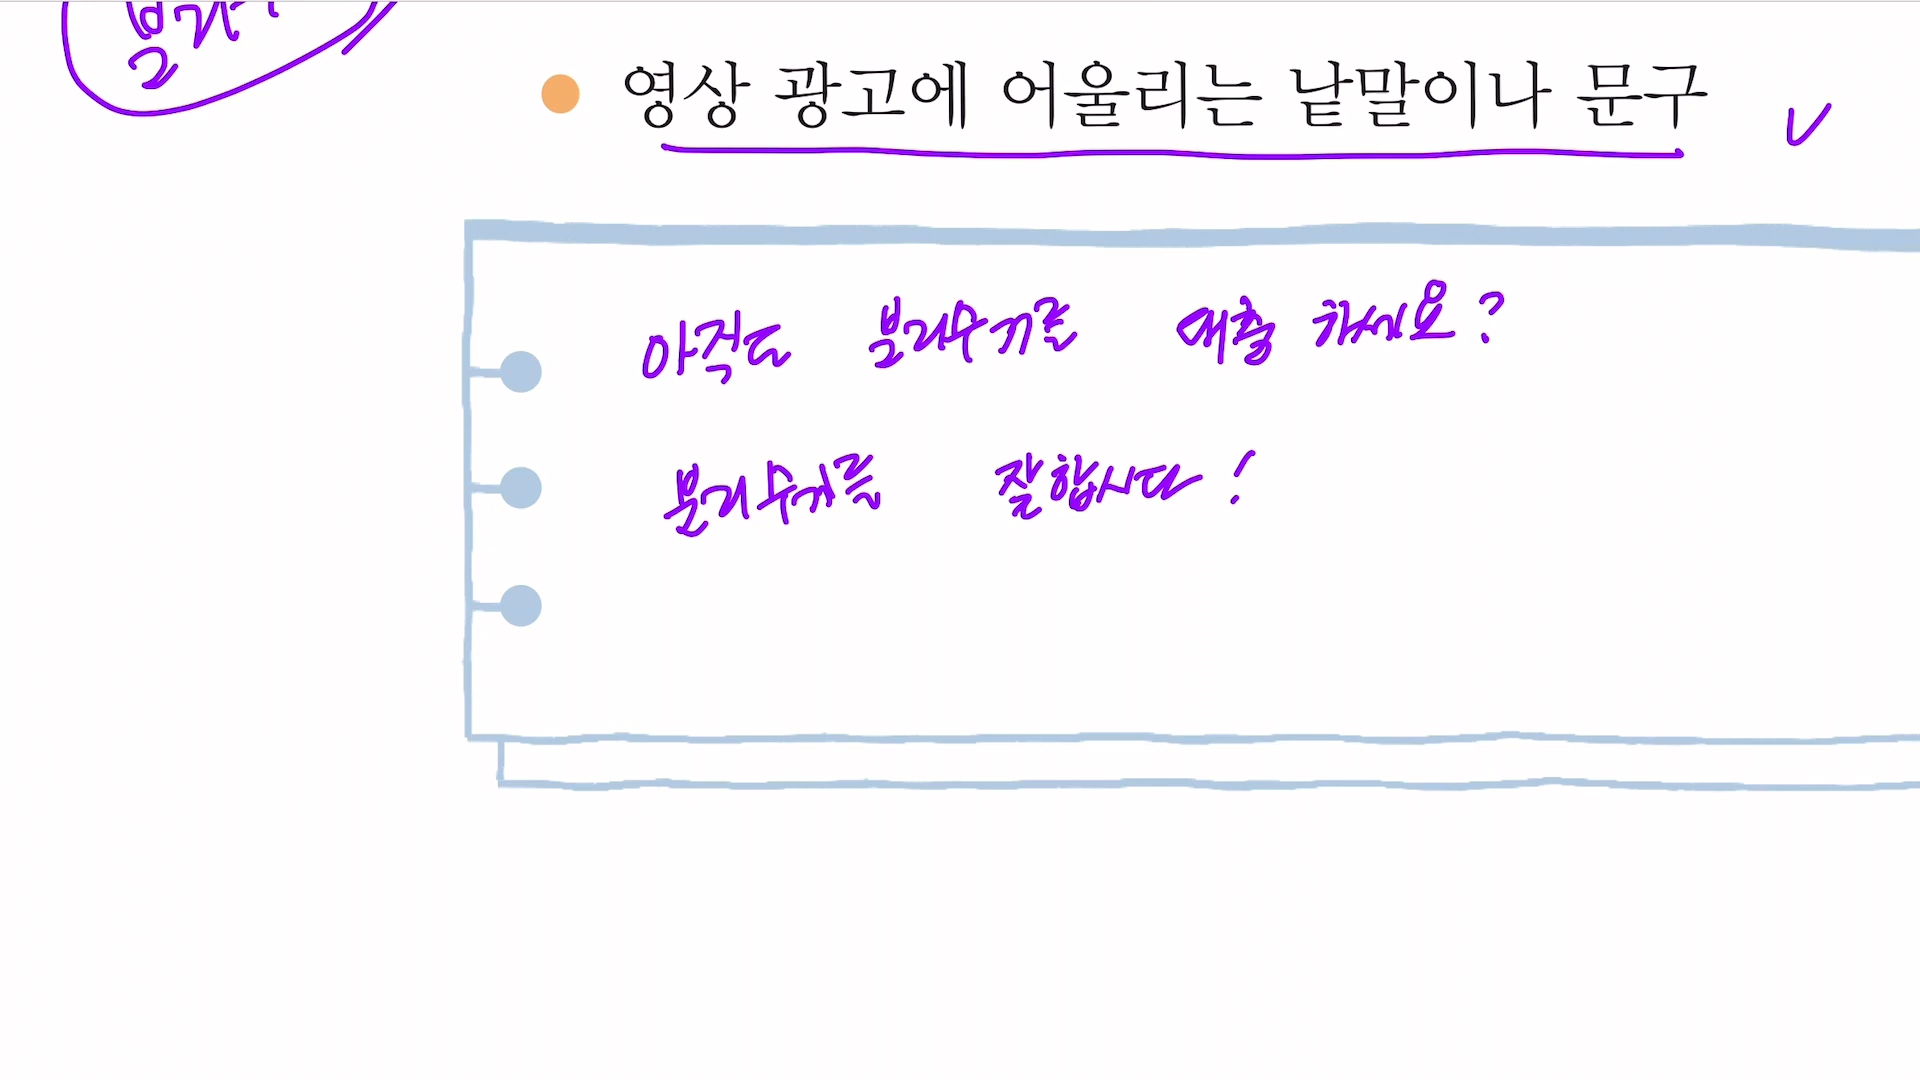 영상 광고에 어울리는 낱말이나 문구
아직도 분리수거를 대충 하세요?
분리수거를 잘합시다!